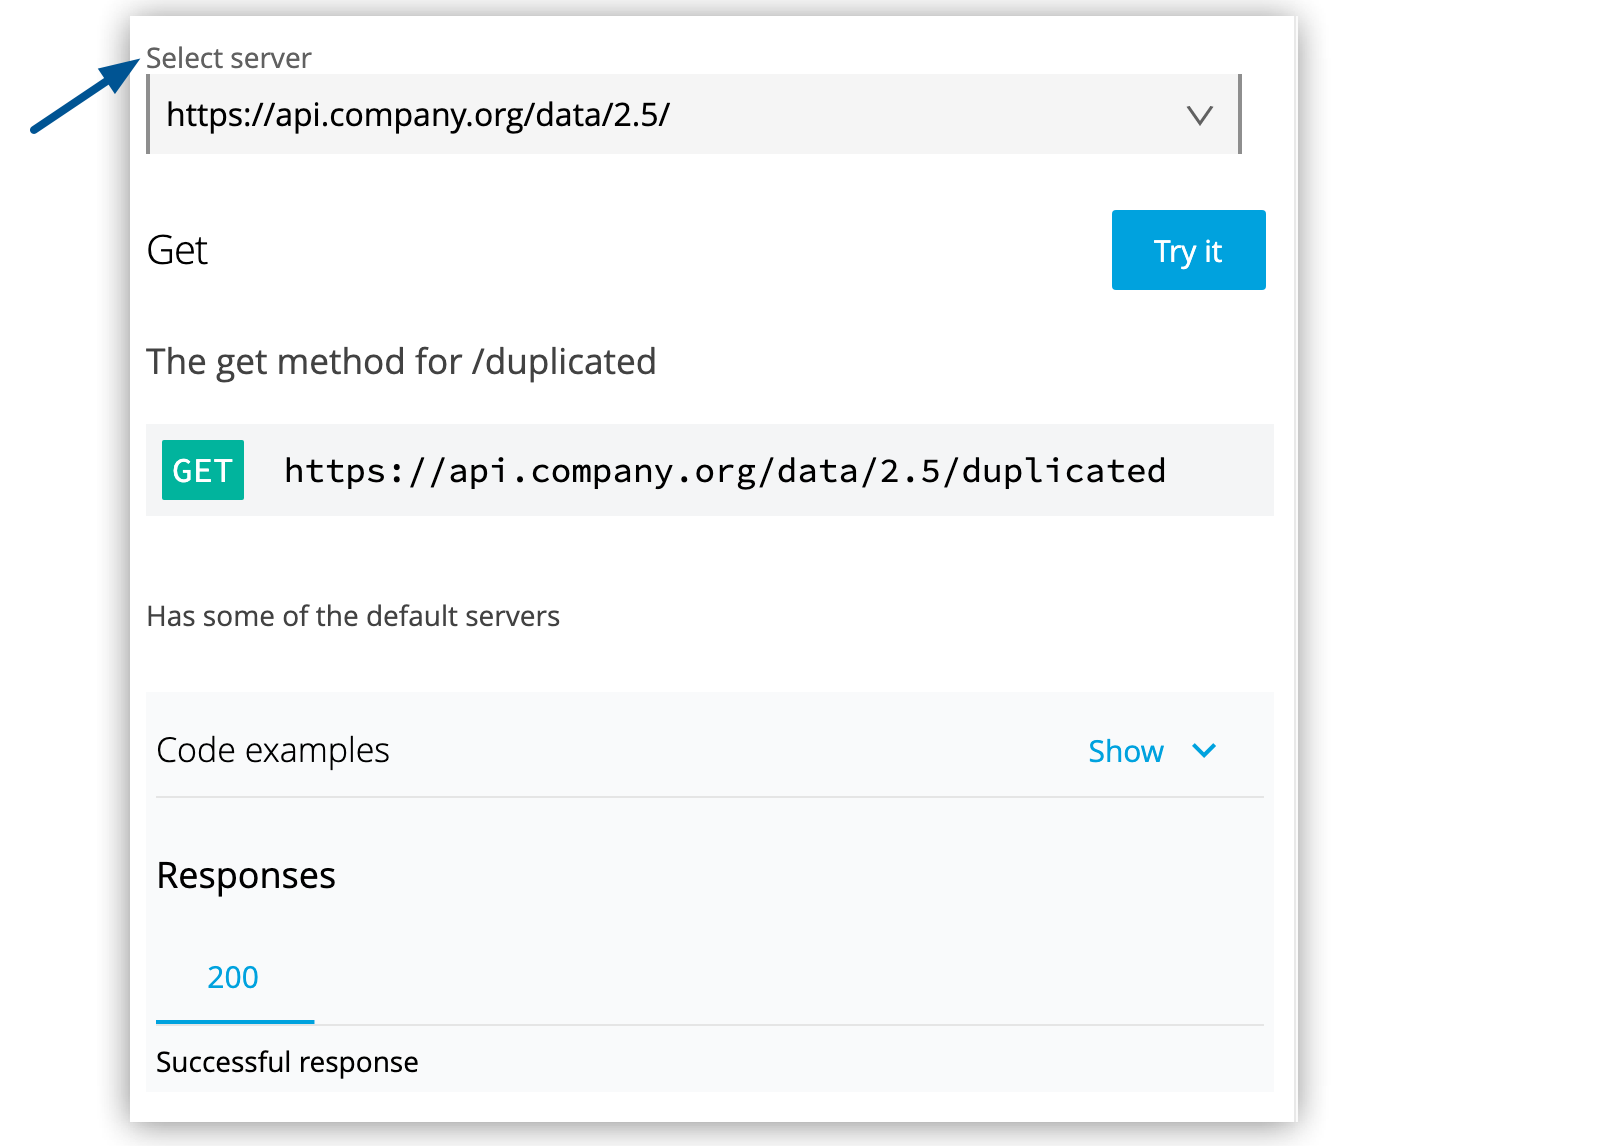 Select server
https://api.company.org/data/2.5/
Get
Try it
The get method for /duplicated
GET https://api.company.org/data/2.5/duplicated
Has some of the default servers
Code examples
Show
Responses
200
Successful response